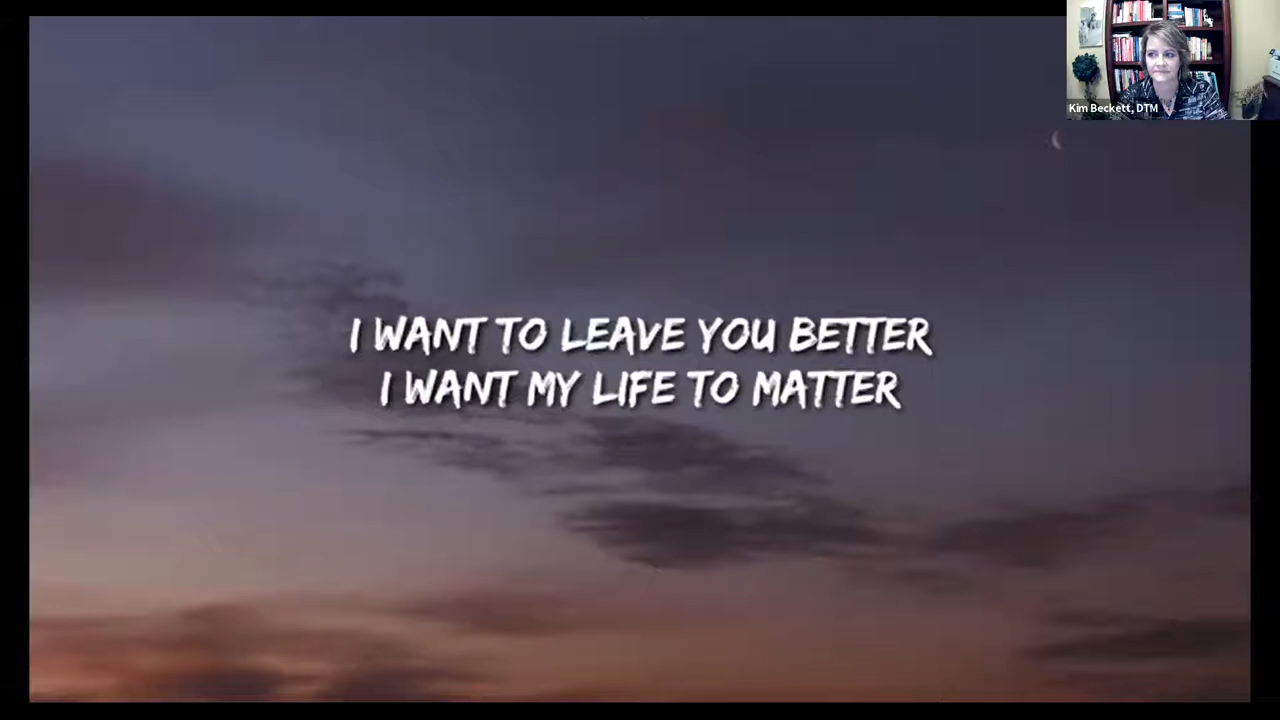 Kim Beckett, DTM
I WANT TO LEAVE YOU BETTER
I WANT MY LIFE TO MATTER